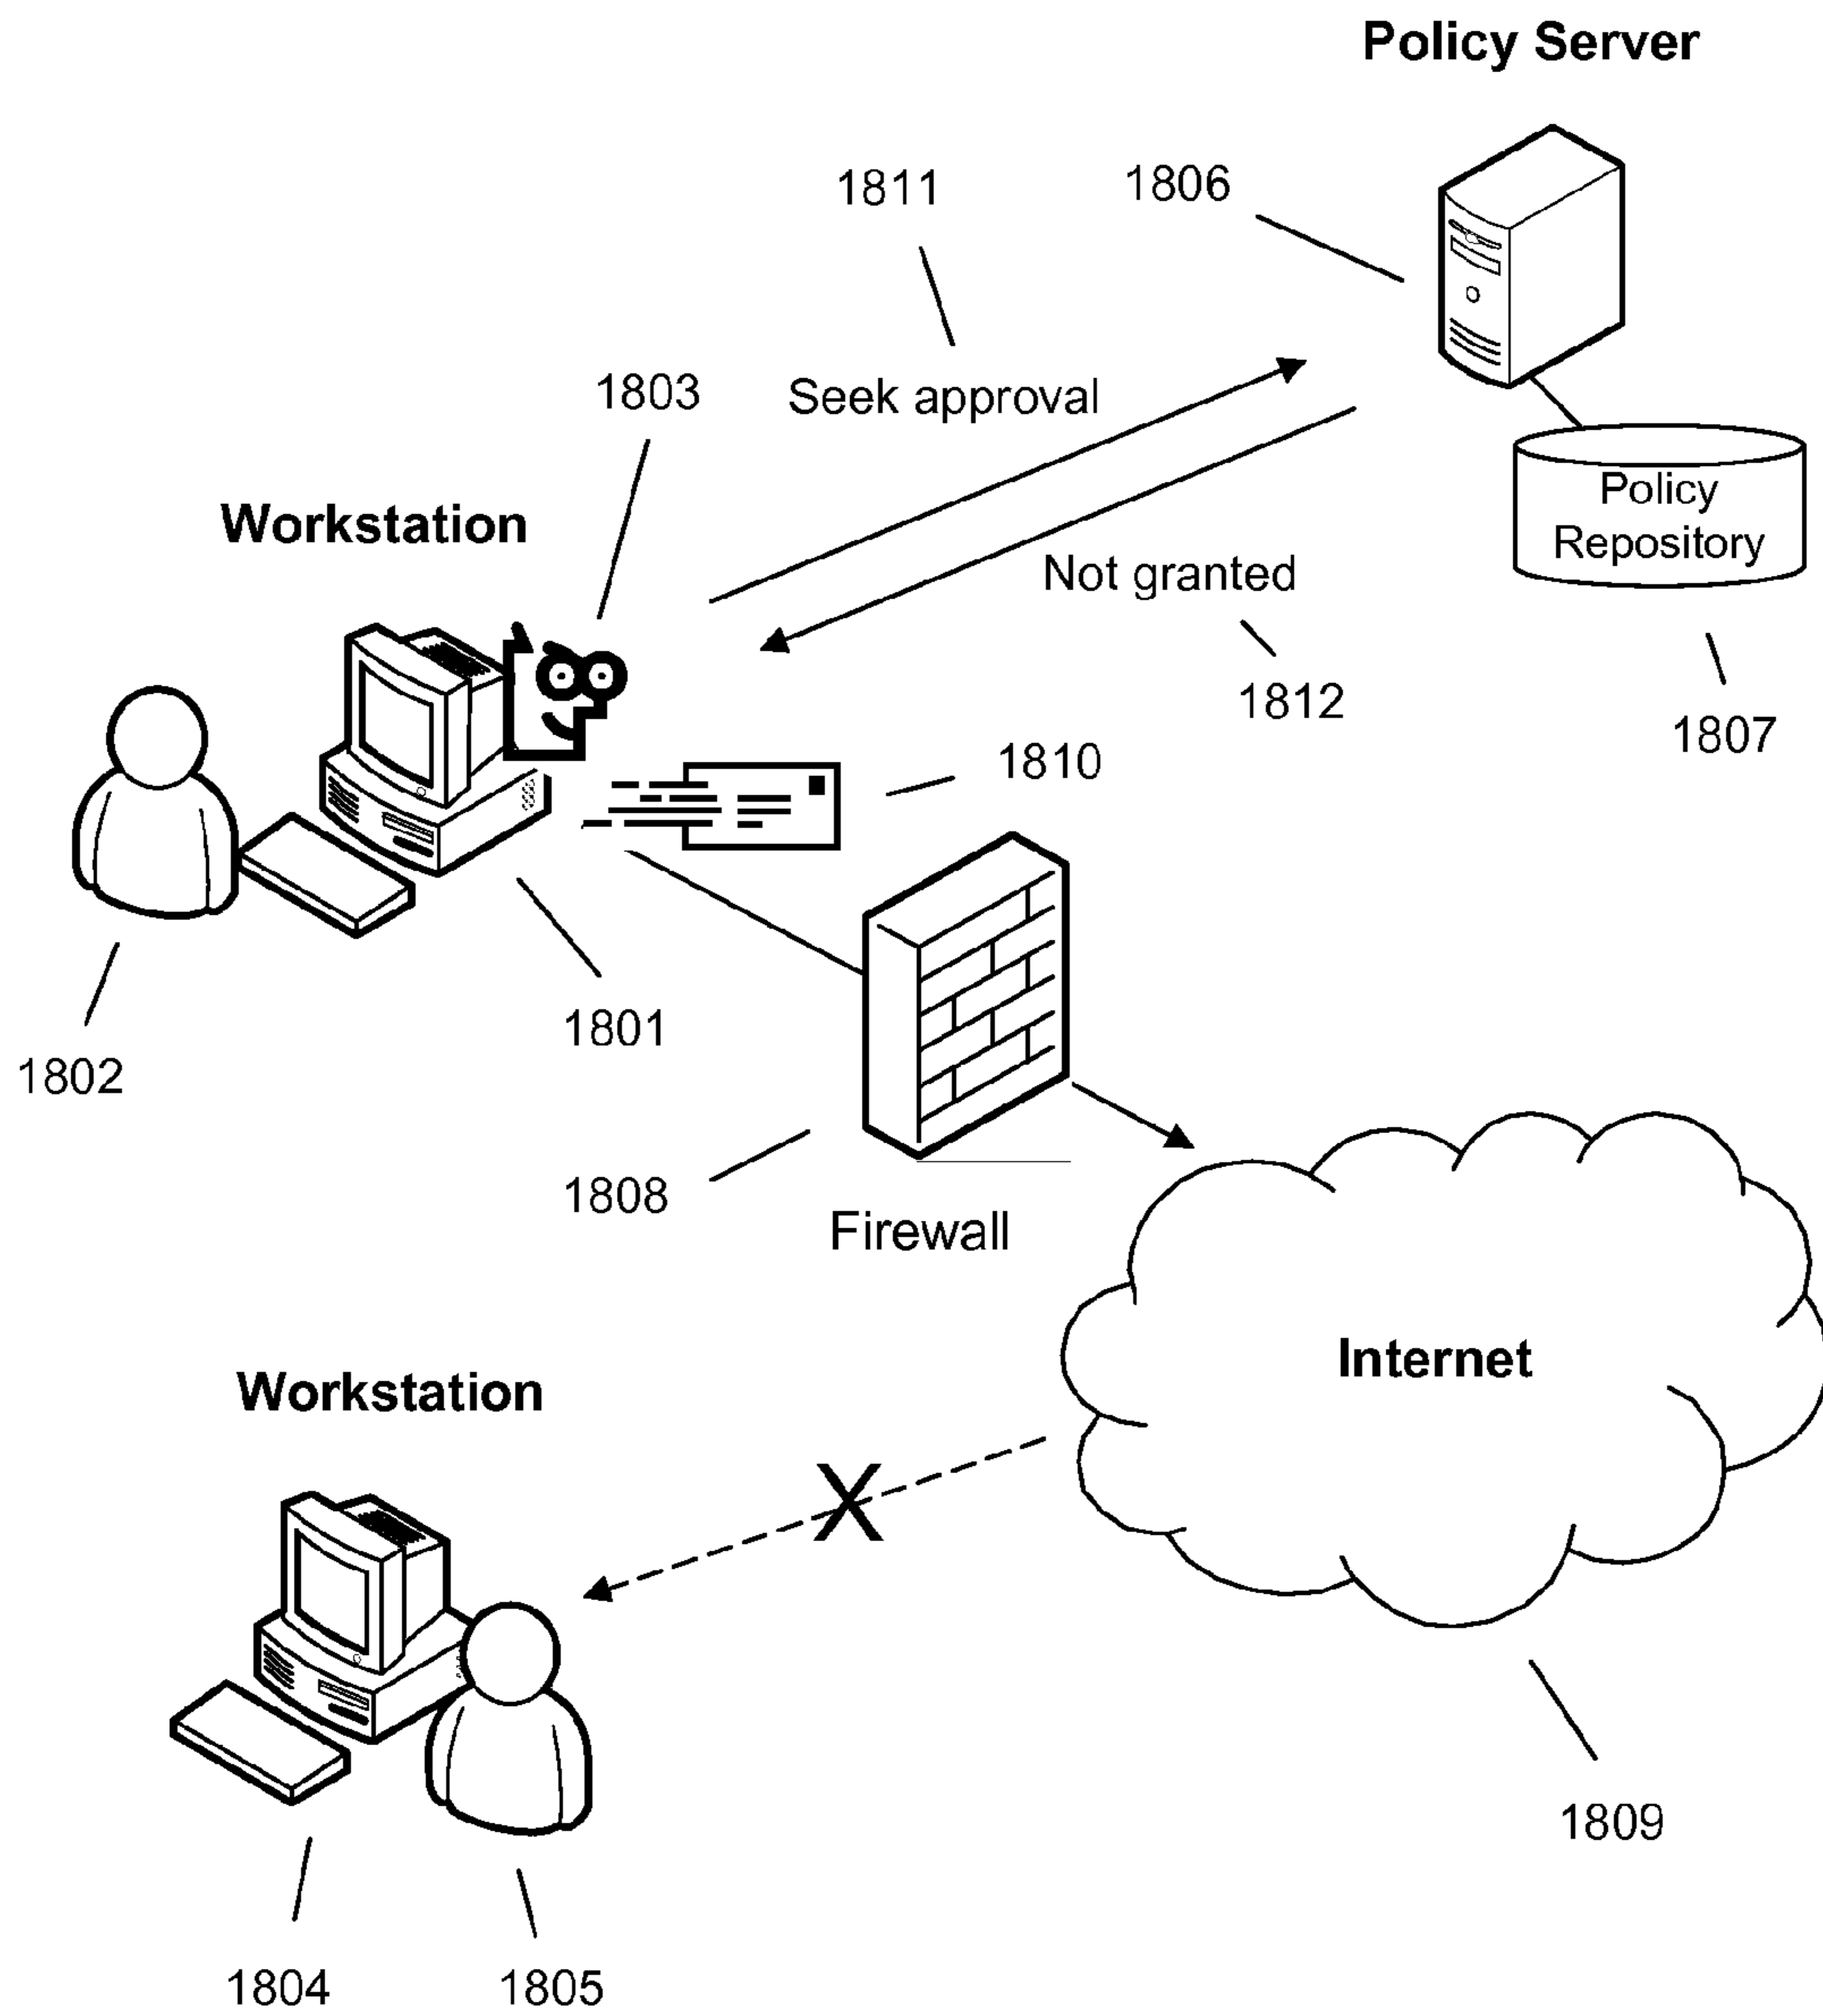 Policy Server
1811
1806
1803
Seek approval
Workstation
Policy
Repository
Not granted
1812
1807
1810
1801
1802
1808
Firewall
Internet
Workstation
X
1809
1804
1805